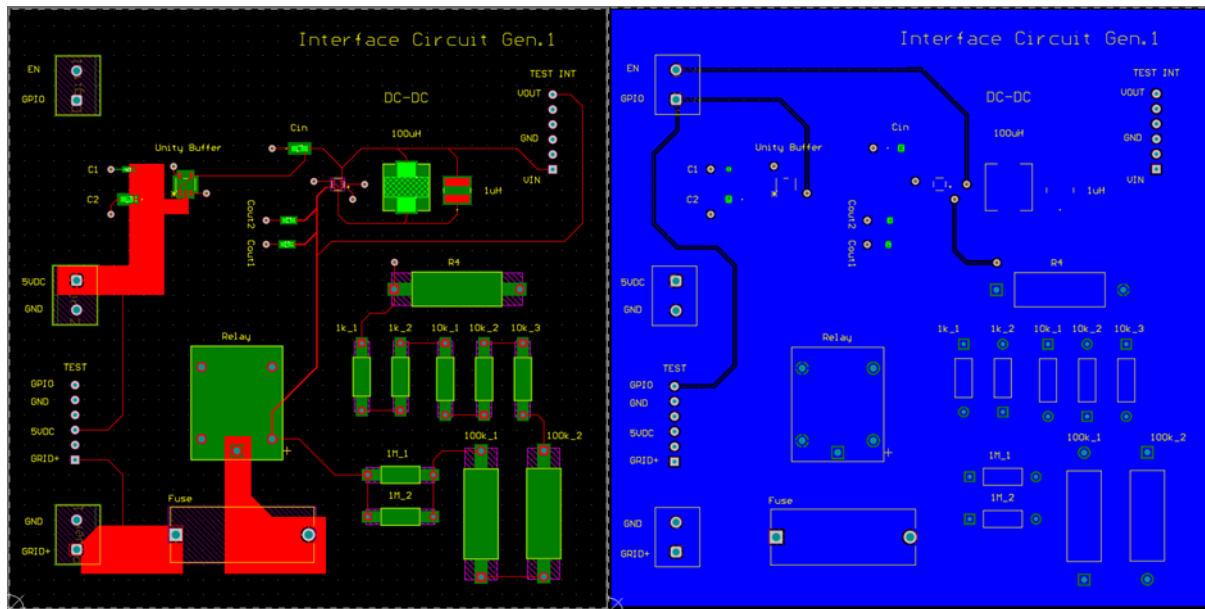 Interface Circuit Gen.1
EN
GPIO
TEST INT
VOUT
GND
VIN
DC-DC
100uH
Cin
Unity Buffer
C1
C2
1uH
Cout2
Cout1
5VDC
GND
R4
Relay
1k_1
1k_2
10k_1
10k_2
10k_3
TEST
GPIO
GND
5VDC
GRID+
100k_1
100k_2
1M_1
1M_2
Fuse
GND
GRID+
Interface Circuit Gen.1
EN
GPIO
TEST INT
VOUT
GND
VIN
DC-DC
100uH
Cin
Unity Buffer
C1
C2
1uH
Cout2
Cout1
5VDC
GND
R4
Relay
1k_1
1k_2
10k_1
10k_2
10k_3
TEST
GPIO
GND
5VDC
GRID+
100k_1
100k_2
1M_1
1M_2
Fuse
GND
GRID+